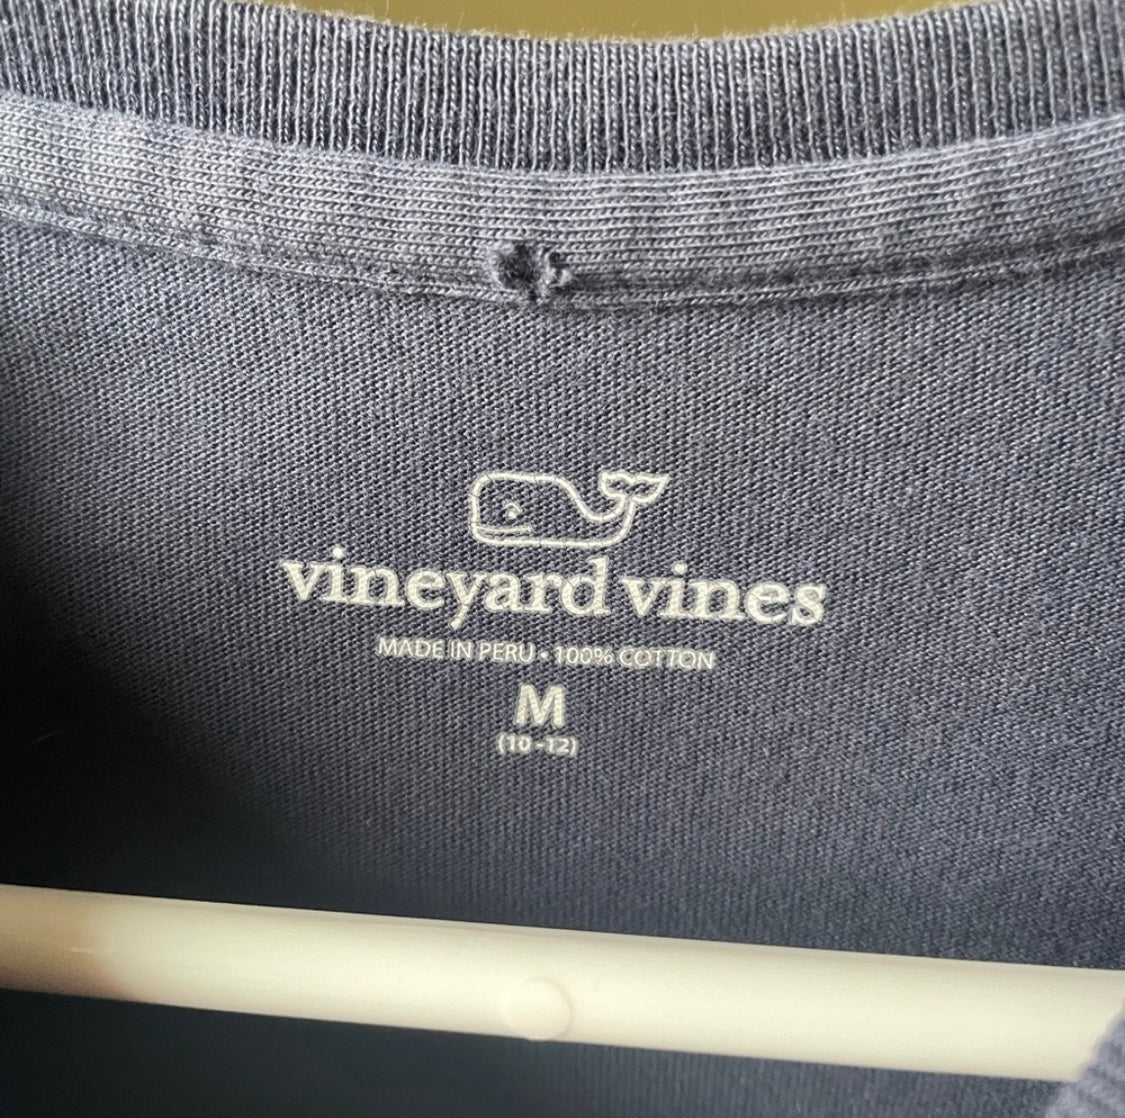 vineyard vines
MADE IN PERU • 100% COTTON
M
(10-12)